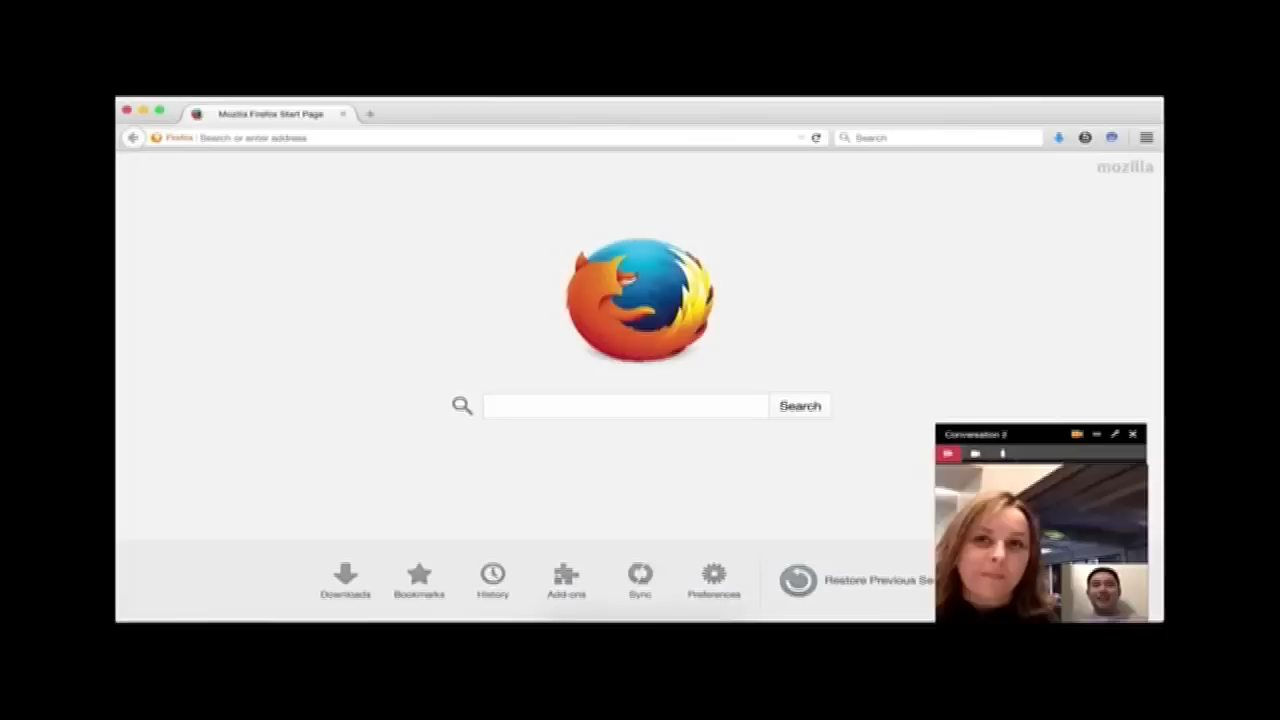 Mozilla Firefox Start Page
Firefox Search or enter address
Search
mozilla
Search
Conversation 2
Downloads
Bookmarks
History
Add-ons
Sync
Preferences
Restore Previous Se